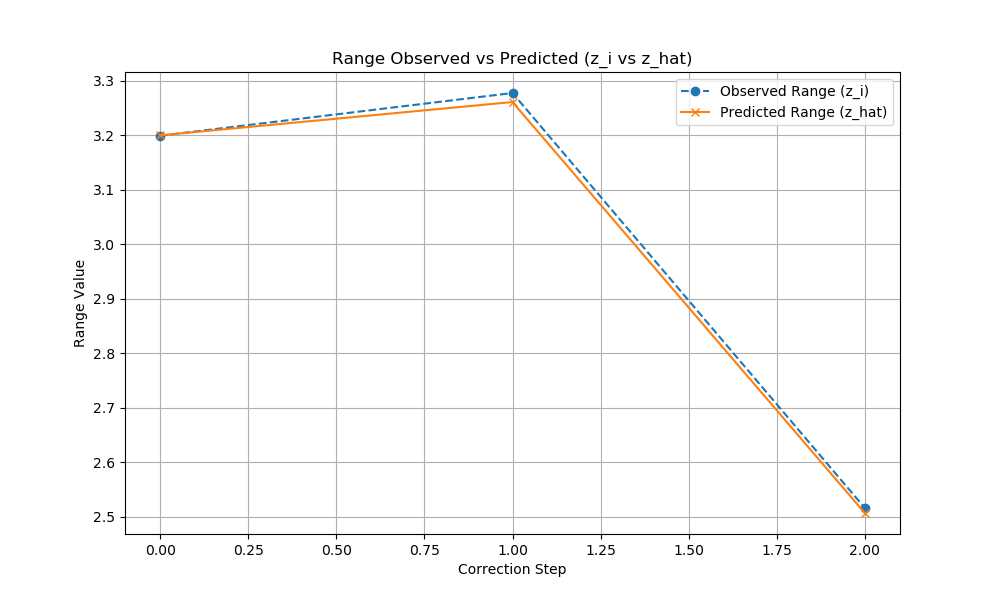 Range Observed vs Predicted (z_i vs z_hat)
Observed Range (z_i)
Predicted Range (z_hat)
3.3
3.2
3.1
3.0
2.9
2.8
2.7
2.6
2.5
Range Value
0.00 0.25 0.50 0.75 1.00 1.25 1.50 1.75 2.00
Correction Step